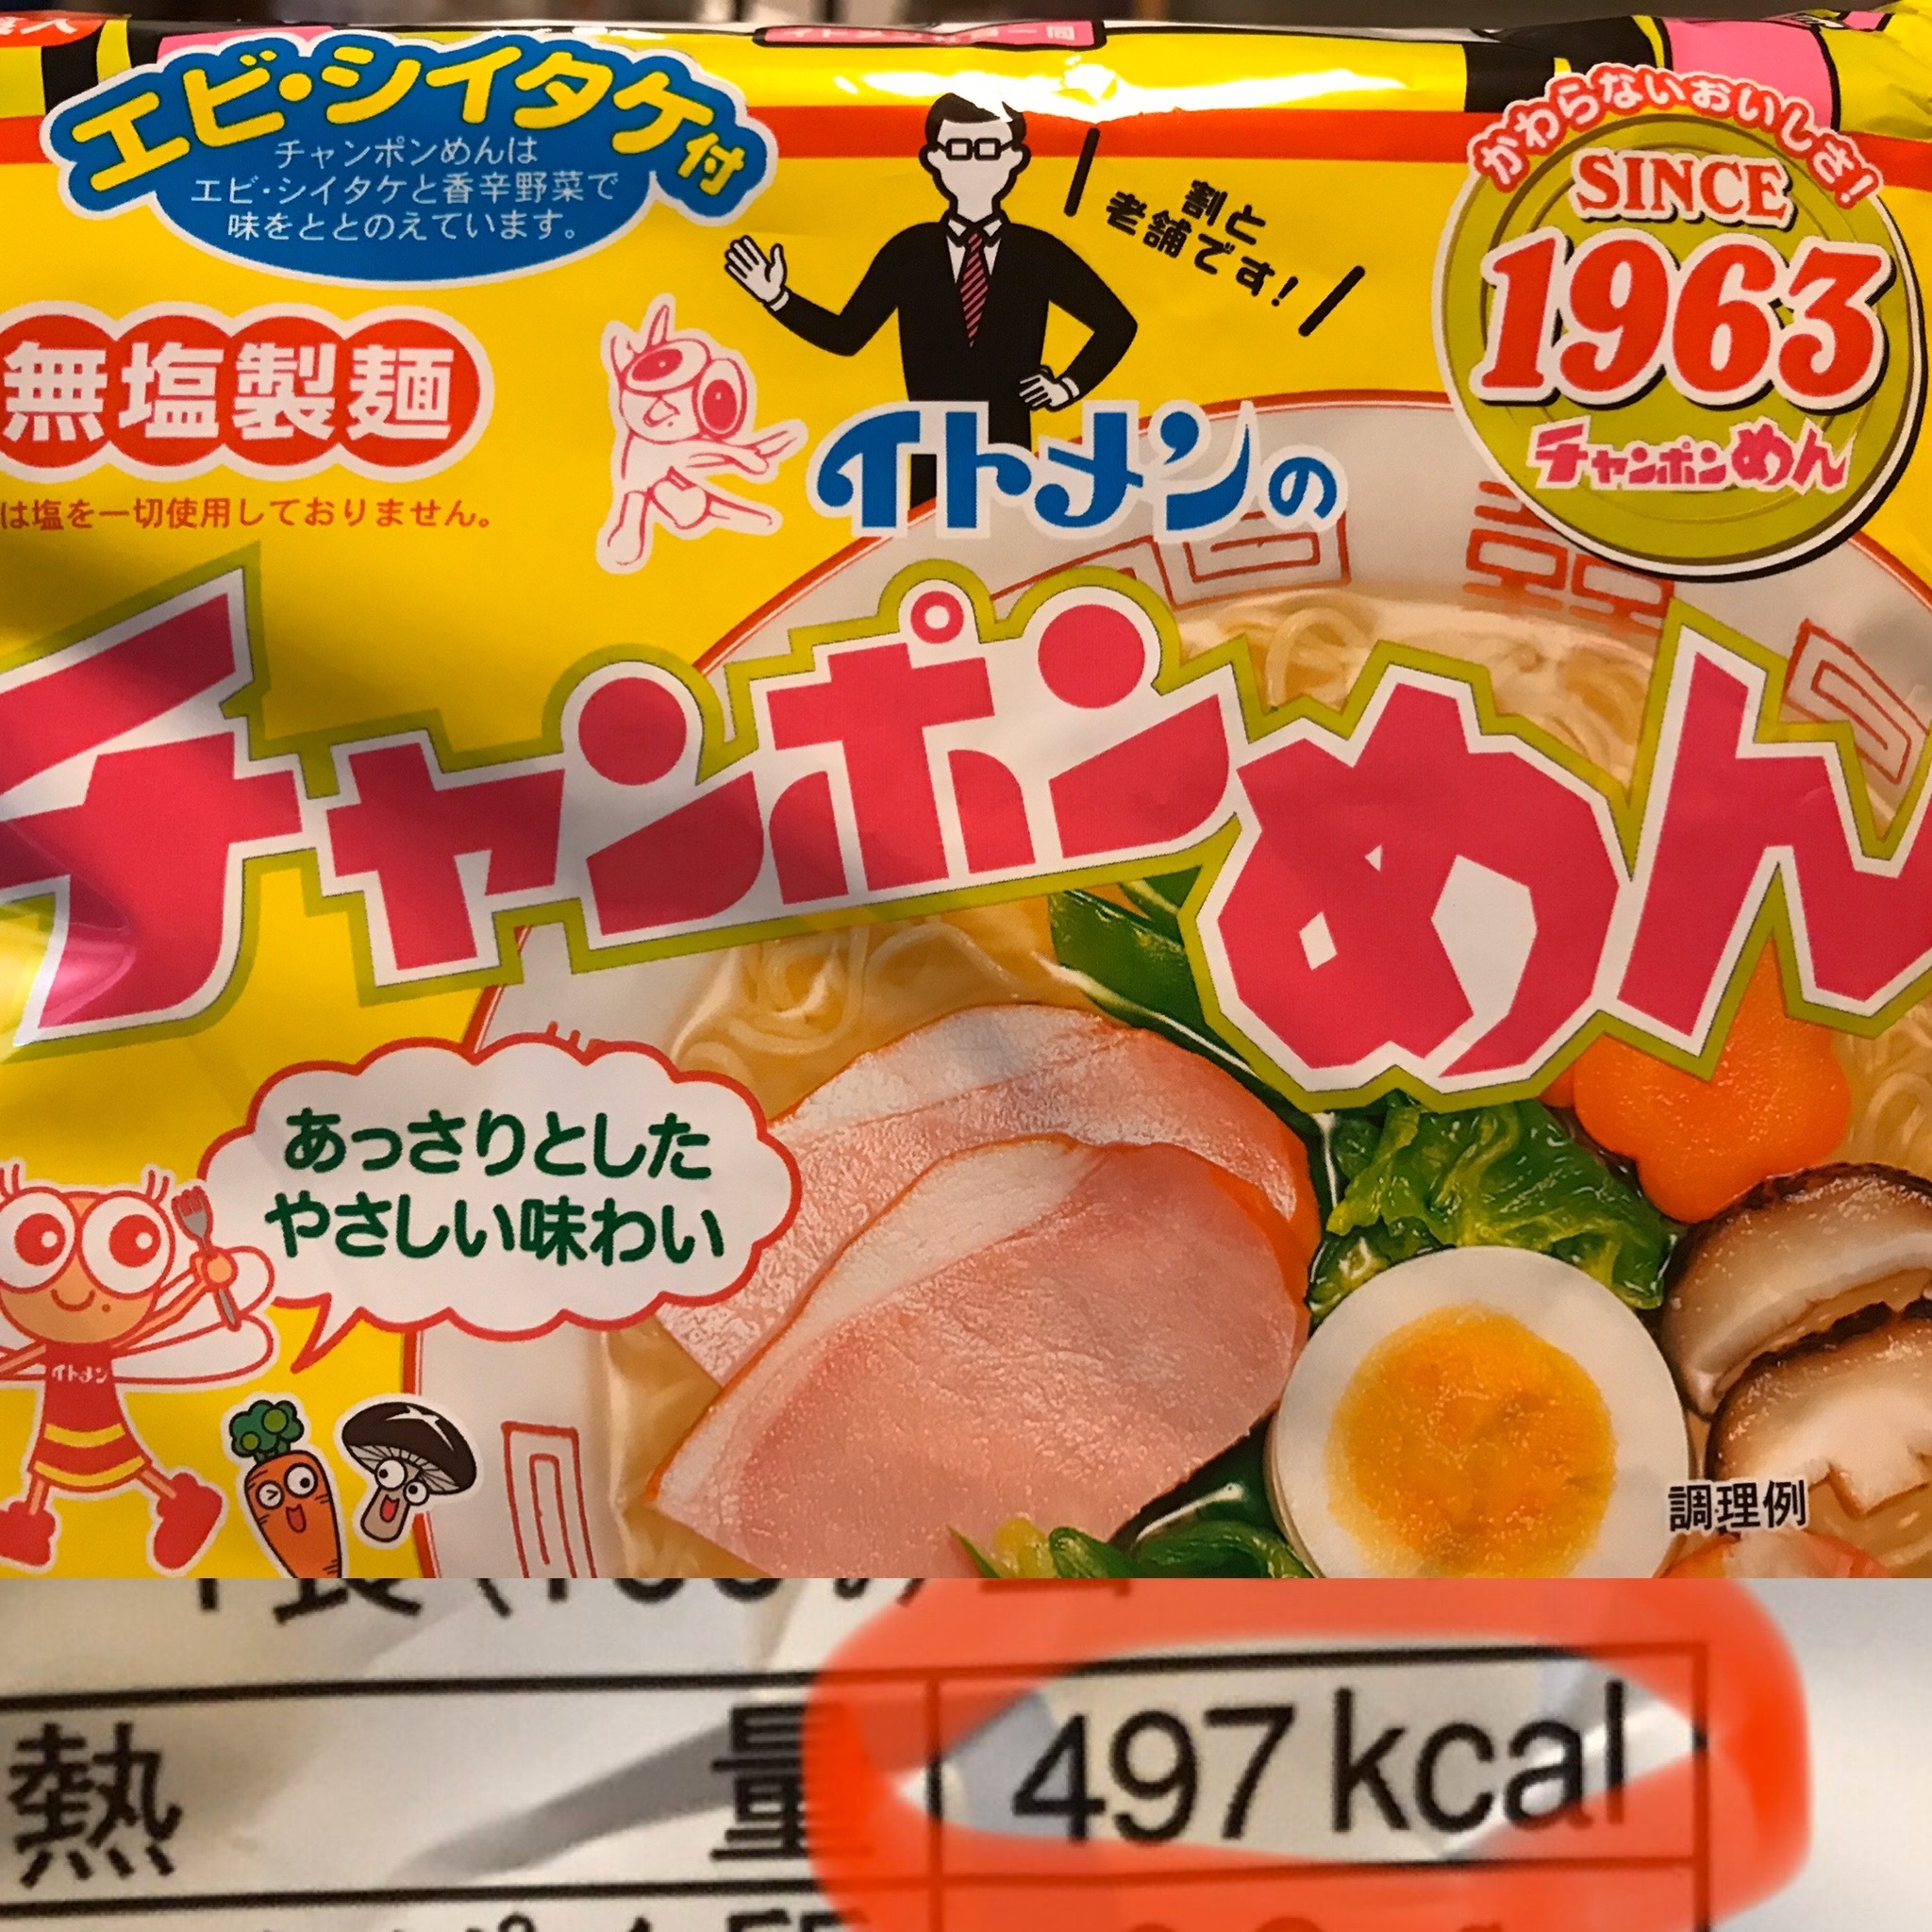 エビ・シイタケ付
チャンポンめんは
エビ・シイタケと香辛野菜で
味をととのえています。
割と
老舗です!
かわらないおいしさ!
SINCE
1963
チャンポンめん
無塩製麺
は塩を一切使用しておりません。
イトメンの
チャンポンめん
あっさりとした
やさしい味わい
イトメン
調理例
熱量 497kcal